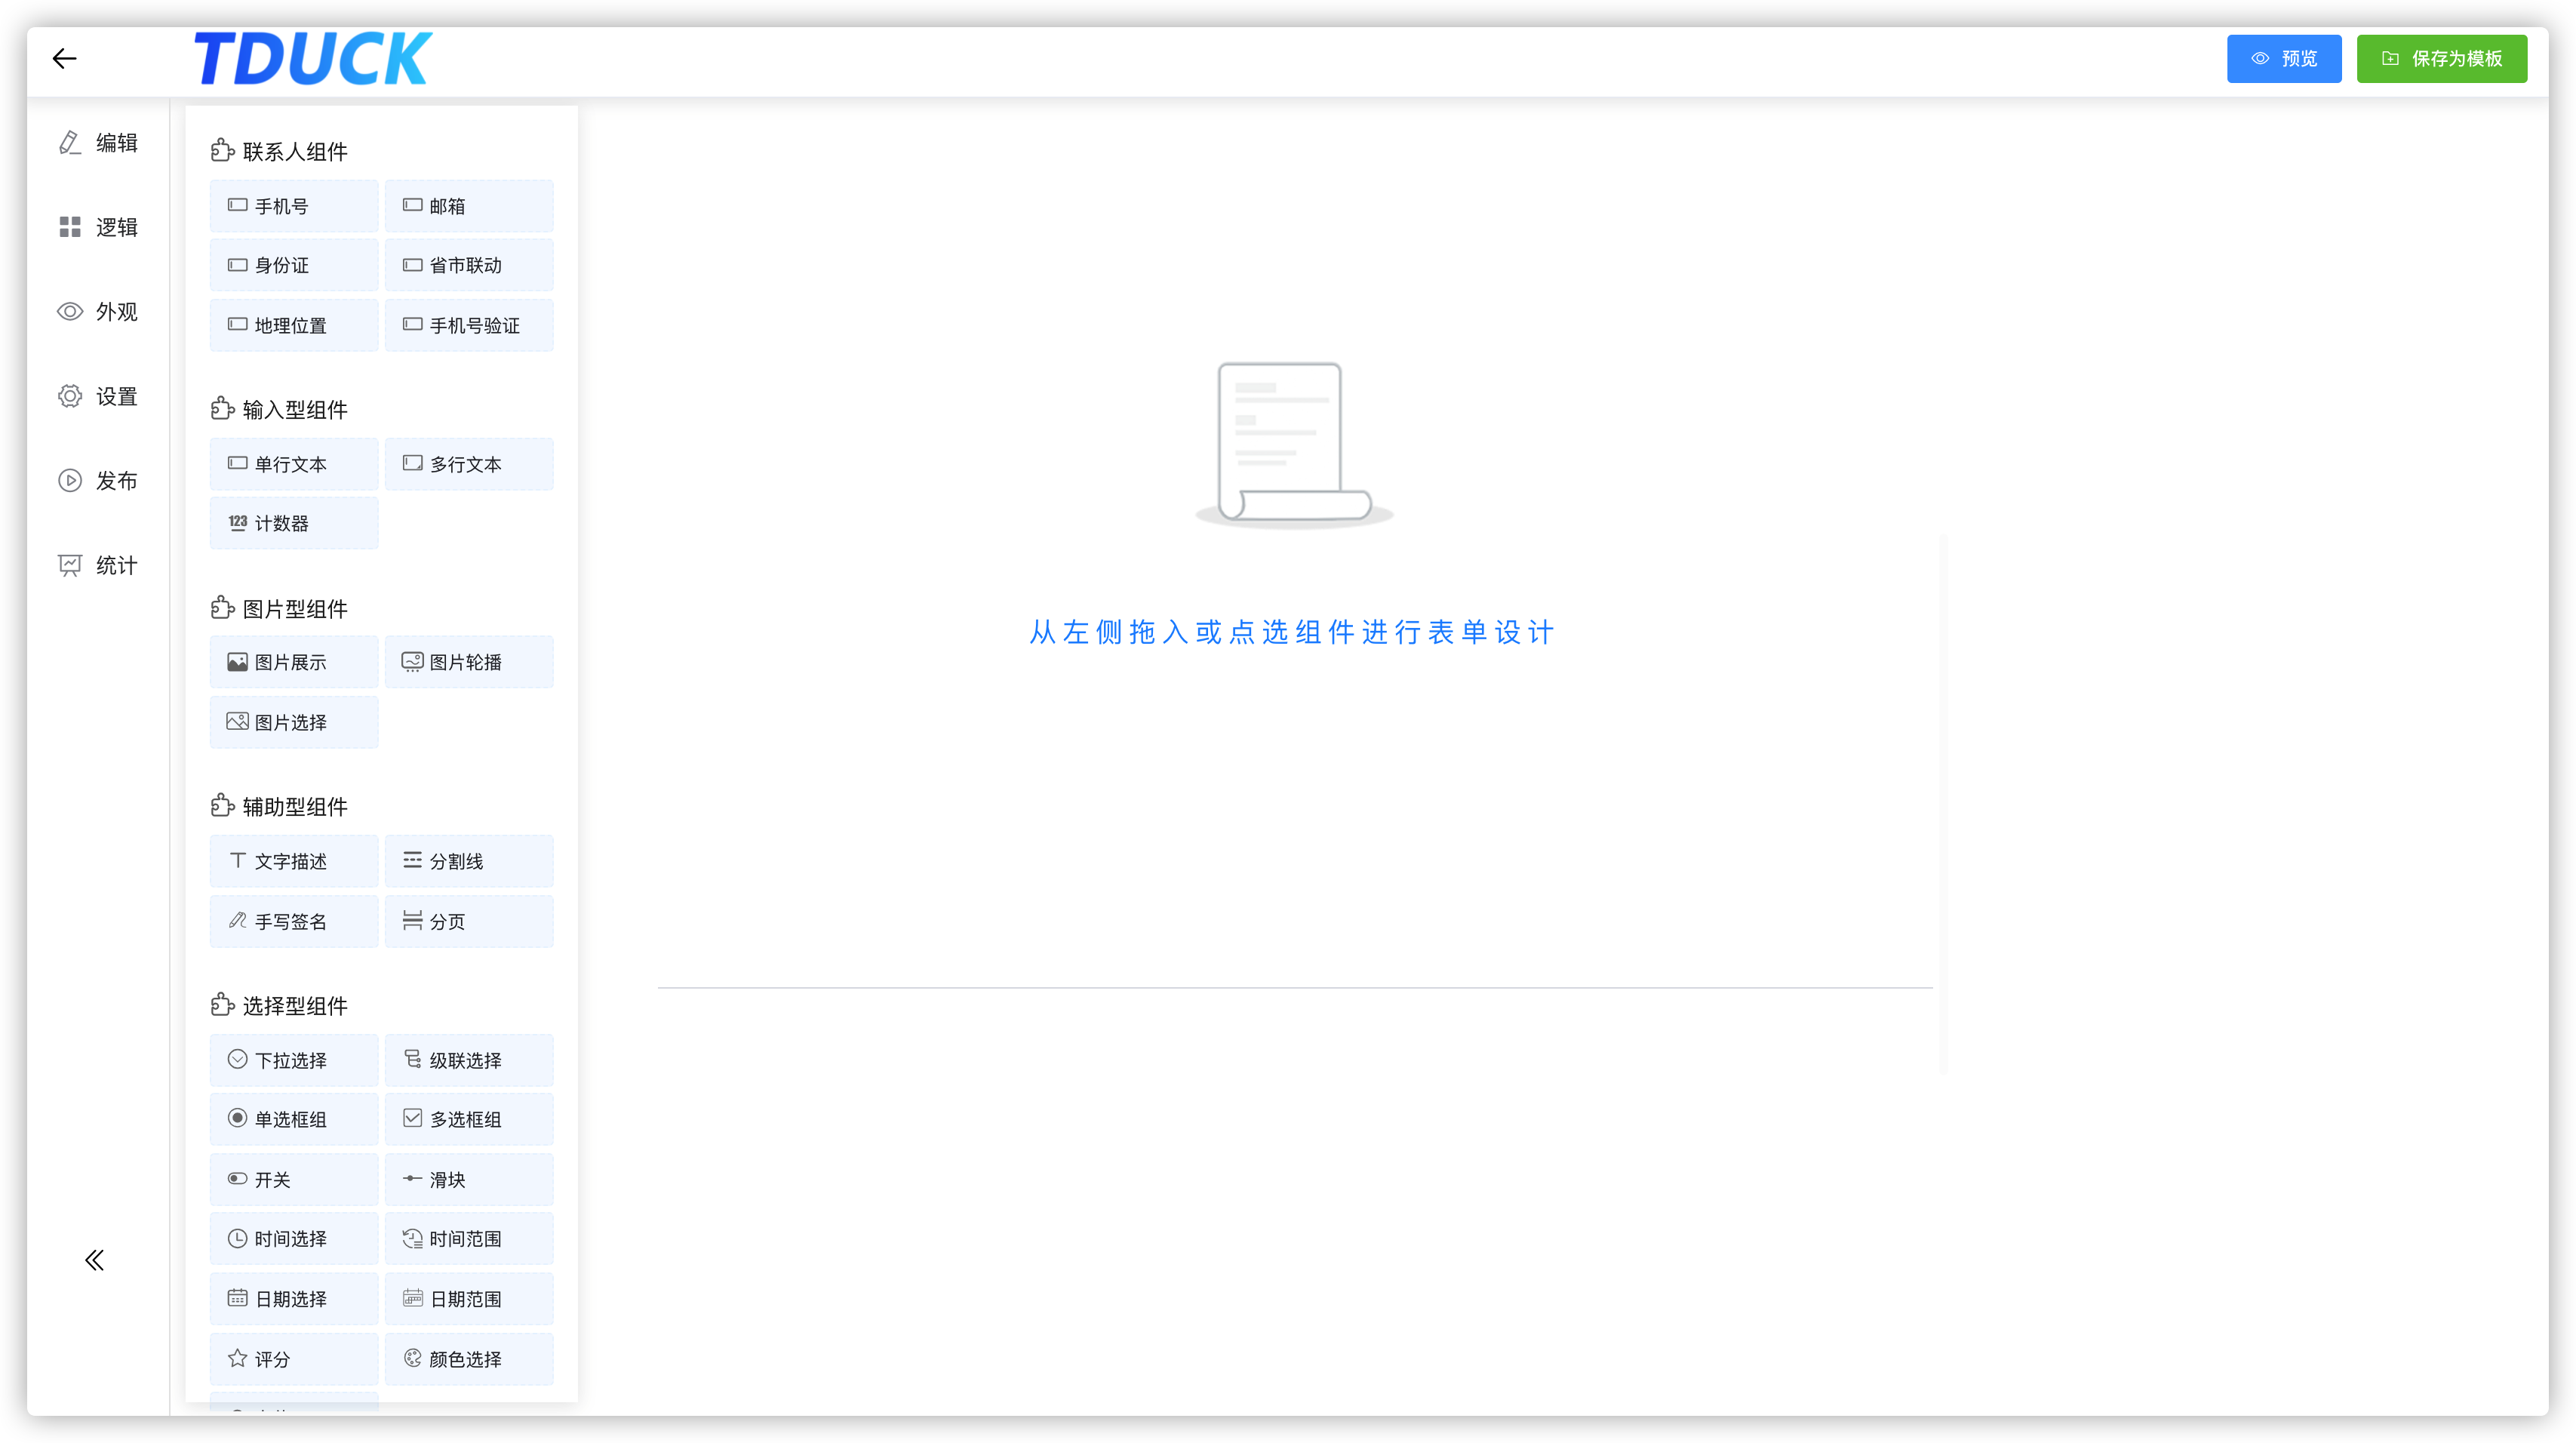 TDUCK
预览
保存为模板
编辑
逻辑
外观
设置
发布
统计
联系人组件
手机号
邮箱
身份证
省市联动
地理位置
手机号验证
输入型组件
单行文本
多行文本
123 计数器
图片型组件
图片展示
图片轮播
图片选择
辅助型组件
文字描述
分割线
手写签名
分页
选择型组件
下拉选择
级联选择
单选框组
多选框组
开关
滑块
时间选择
时间范围
日期选择
日期范围
评分
颜色选择
从左侧拖入或点选组件进行表单设计